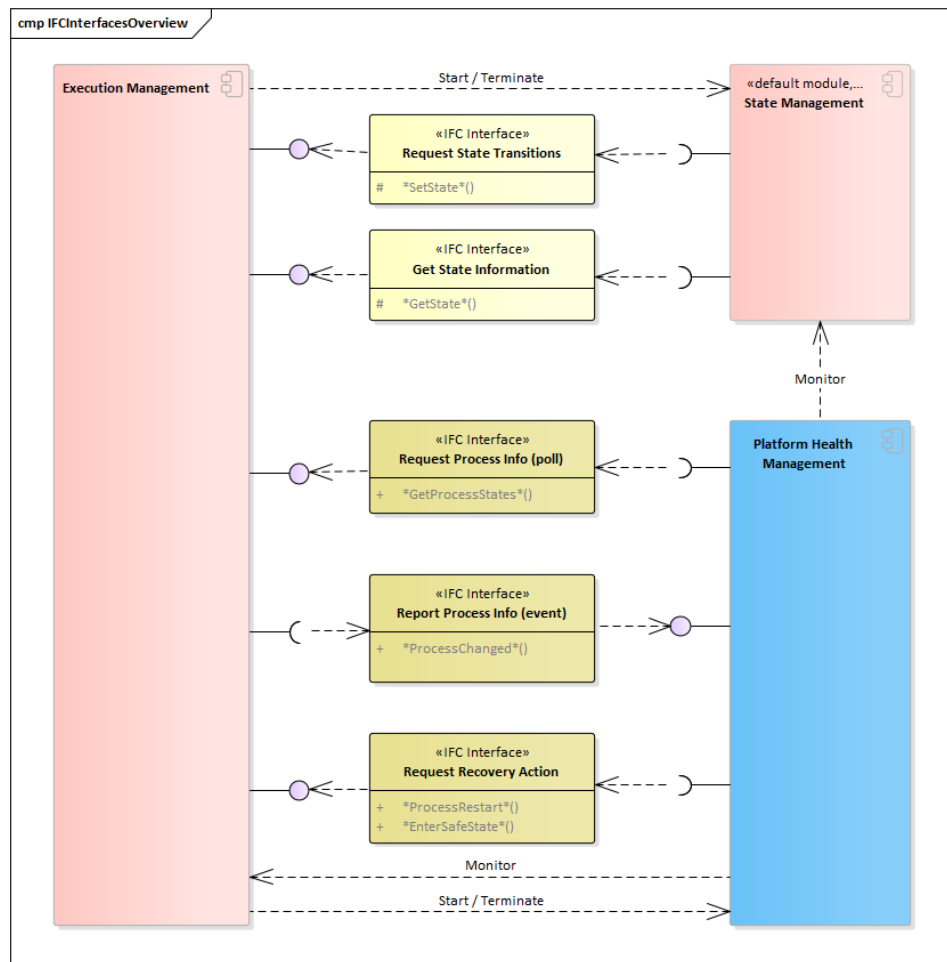 cmp IFCInterfacesOverview
Execution Management
Start / Terminate
«default module,...
State Management
«IFC Interface»
Request State Transitions
# *SetState*()
«IFC Interface»
Get State Information
# *GetState*()
Monitor
Platform Health
Management
«IFC Interface»
Request Process Info (poll)
+ *GetProcessStates*()
«IFC Interface»
Report Process Info (event)
+ *ProcessChanged*()
«IFC Interface»
Request Recovery Action
+ *ProcessRestart*()
+ *EnterSafeState*()
Monitor
Start / Terminate